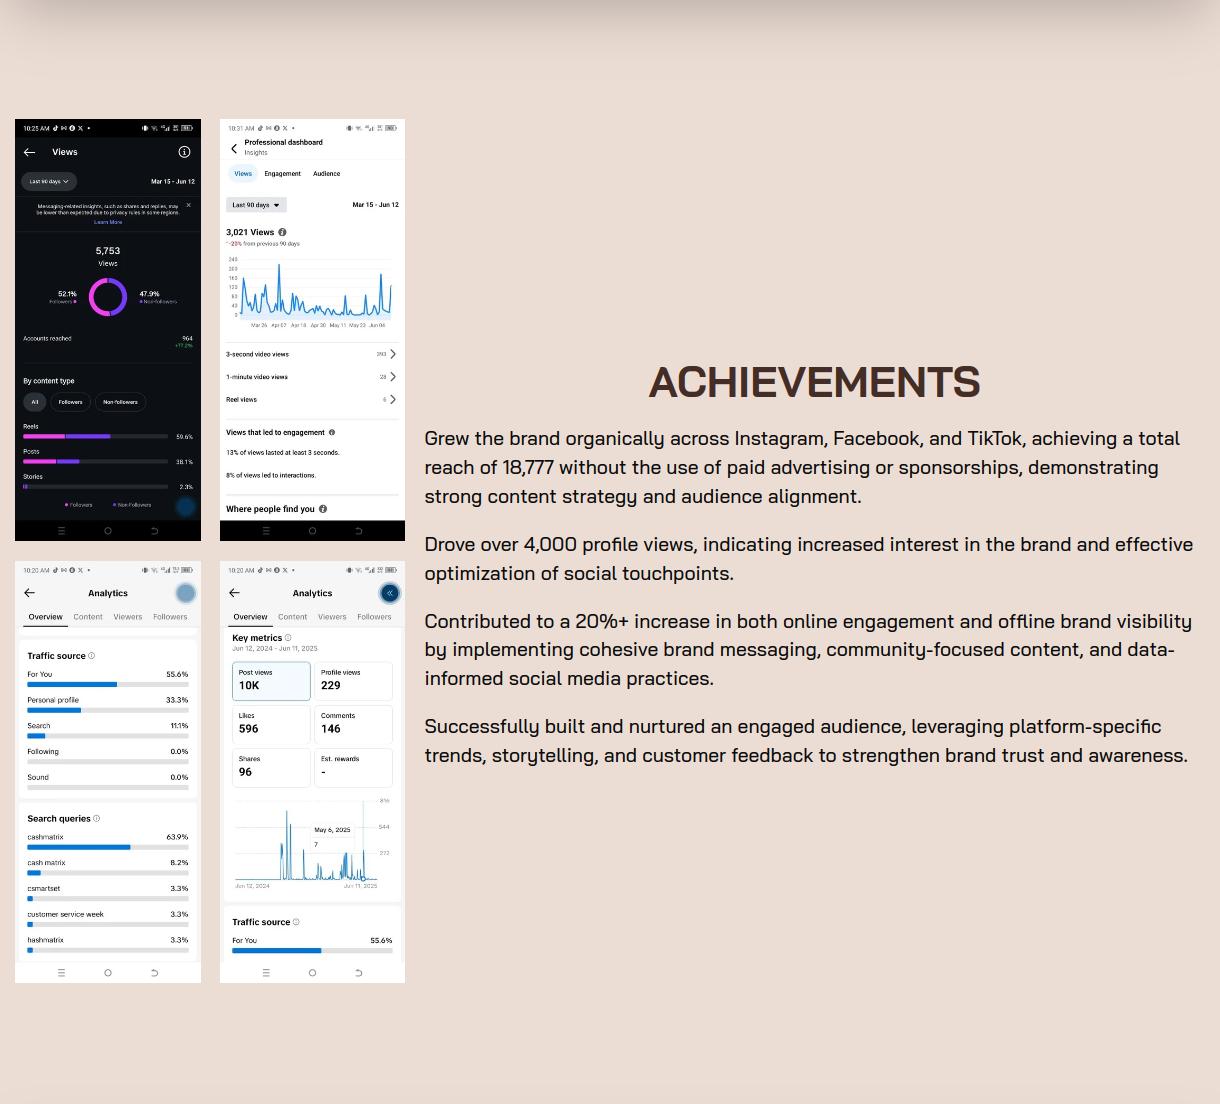 10:25 AM
Views
Last 90 days
Mar 15 - Jun 12
Messaging-related insights, such as shares and replies, may
be lower than expected due to privacy rules in some regions.
Learn More
5,753
Views
52.1%
Followers
47.9%
Non-followers
Accounts reached
964
+77.2%
By content type
All
Followers
Non-followers
Reels
59.6%
Posts
38.1%
Stories
2.3%
Followers
Non-Followers
10:31 AM
Professional dashboard
Insights
Views
Engagement
Audience
Last 90 days
Mar 15 - Jun 12
3,021 Views
-20% from previous 90 days
240
200
160
120
80
40
0
Mar 26 Apr 07 Apr 18 Apr 30 May 11 May 23 Jun 04
3-second video views
393
1-minute video views
28
Reel views
6
Views that led to engagement
13% of views lasted at least 3 seconds.
8% of views led to interactions.
Where people find you
10:20 AM
Analytics
Overview
Content
Viewers
Followers
Traffic source
For You
55.6%
Personal profile
33.3%
Search
11.1%
Following
0.0%
Sound
0.0%
Search queries
cashmatrix
63.9%
cash matrix
8.2%
csmartset
3.3%
customer service week
3.3%
hashmatrix
3.3%
10:20 AM
Analytics
Overview
Content
Viewers
Followers
Key metrics
Jun 12, 2024 - Jun 11, 2025
Post views
10K
Profile views
229
Likes
596
Comments
146
Shares
96
Est. rewards
-
816
544
272
May 6, 2025
7
Jun 12, 2024
Jun 11, 2025
Traffic source
For You
55.6%
ACHIEVEMENTS
Grew the brand organically across Instagram, Facebook, and TikTok, achieving a total
reach of 18,777 without the use of paid advertising or sponsorships, demonstrating
strong content strategy and audience alignment.
Drove over 4,000 profile views, indicating increased interest in the brand and effective
optimization of social touchpoints.
Contributed to a 20%+ increase in both online engagement and offline brand visibility
by implementing cohesive brand messaging, community-focused content, and data-
informed social media practices.
Successfully built and nurtured an engaged audience, leveraging platform-specific
trends, storytelling, and customer feedback to strengthen brand trust and awareness.